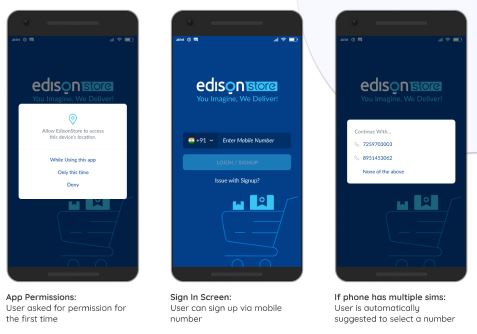 edison store
You Imagine, We Deliver!
Allow EdisonStore to access
this device's location.
While Using this app
Only this time
Deny
App Permissions:
User asked for permission for
the first time
edison store
You Imagine, We Deliver!
+91
Enter Mobile Number
LOGIN / SIGNUP
Issue with Signup?
Sign In Screen:
User can sign up via mobile
number
edison store
You Imagine, We Deliver!
Continue With...
7259703003
8951453062
None of the above
If phone has multiple sims:
User is automatically
suggested to select a number